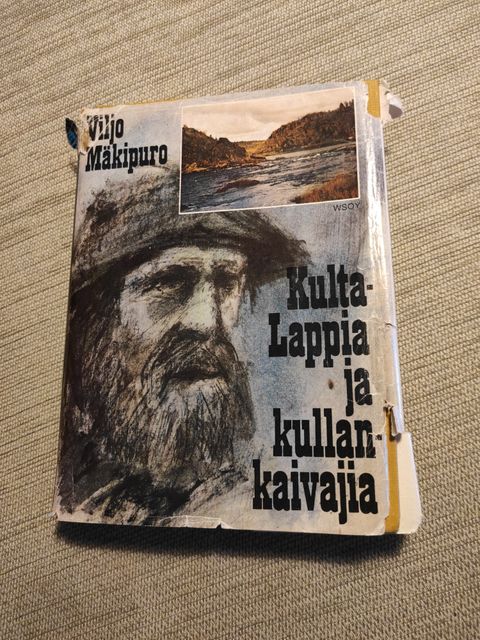 Viljo
Mäkipuro
WSOY
Kulta-
Lappia
ja
kullan-
kaivajia